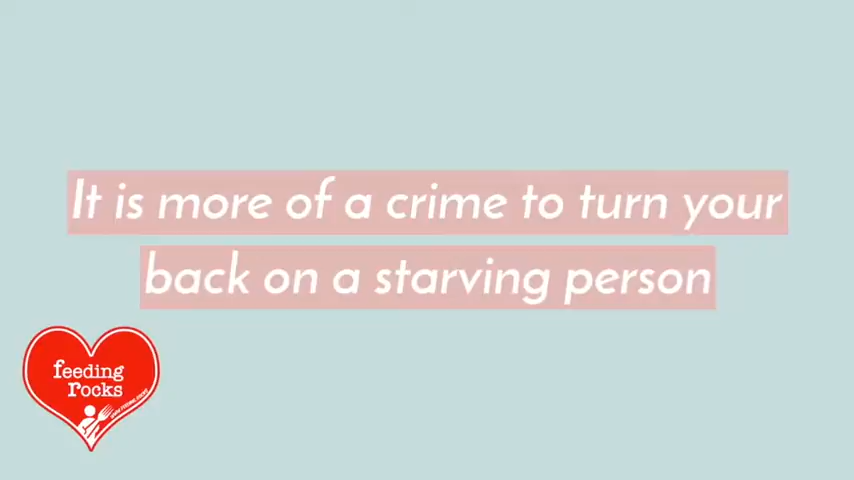 It is more of a crime to turn your
back on a starving person
feeding
rocks